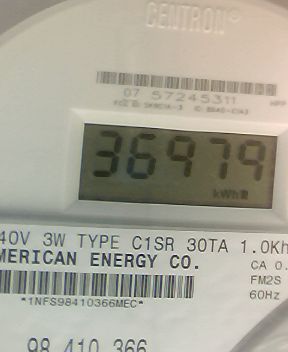 CENTRON®
07 57245311
36979
kWh
40V 3W TYPE C1SR 30TA 1.0Kh
MERICAN ENERGY CO.
CA 0.
FM2S
*1NFS98410366MEC*
60Hz
98 410 366